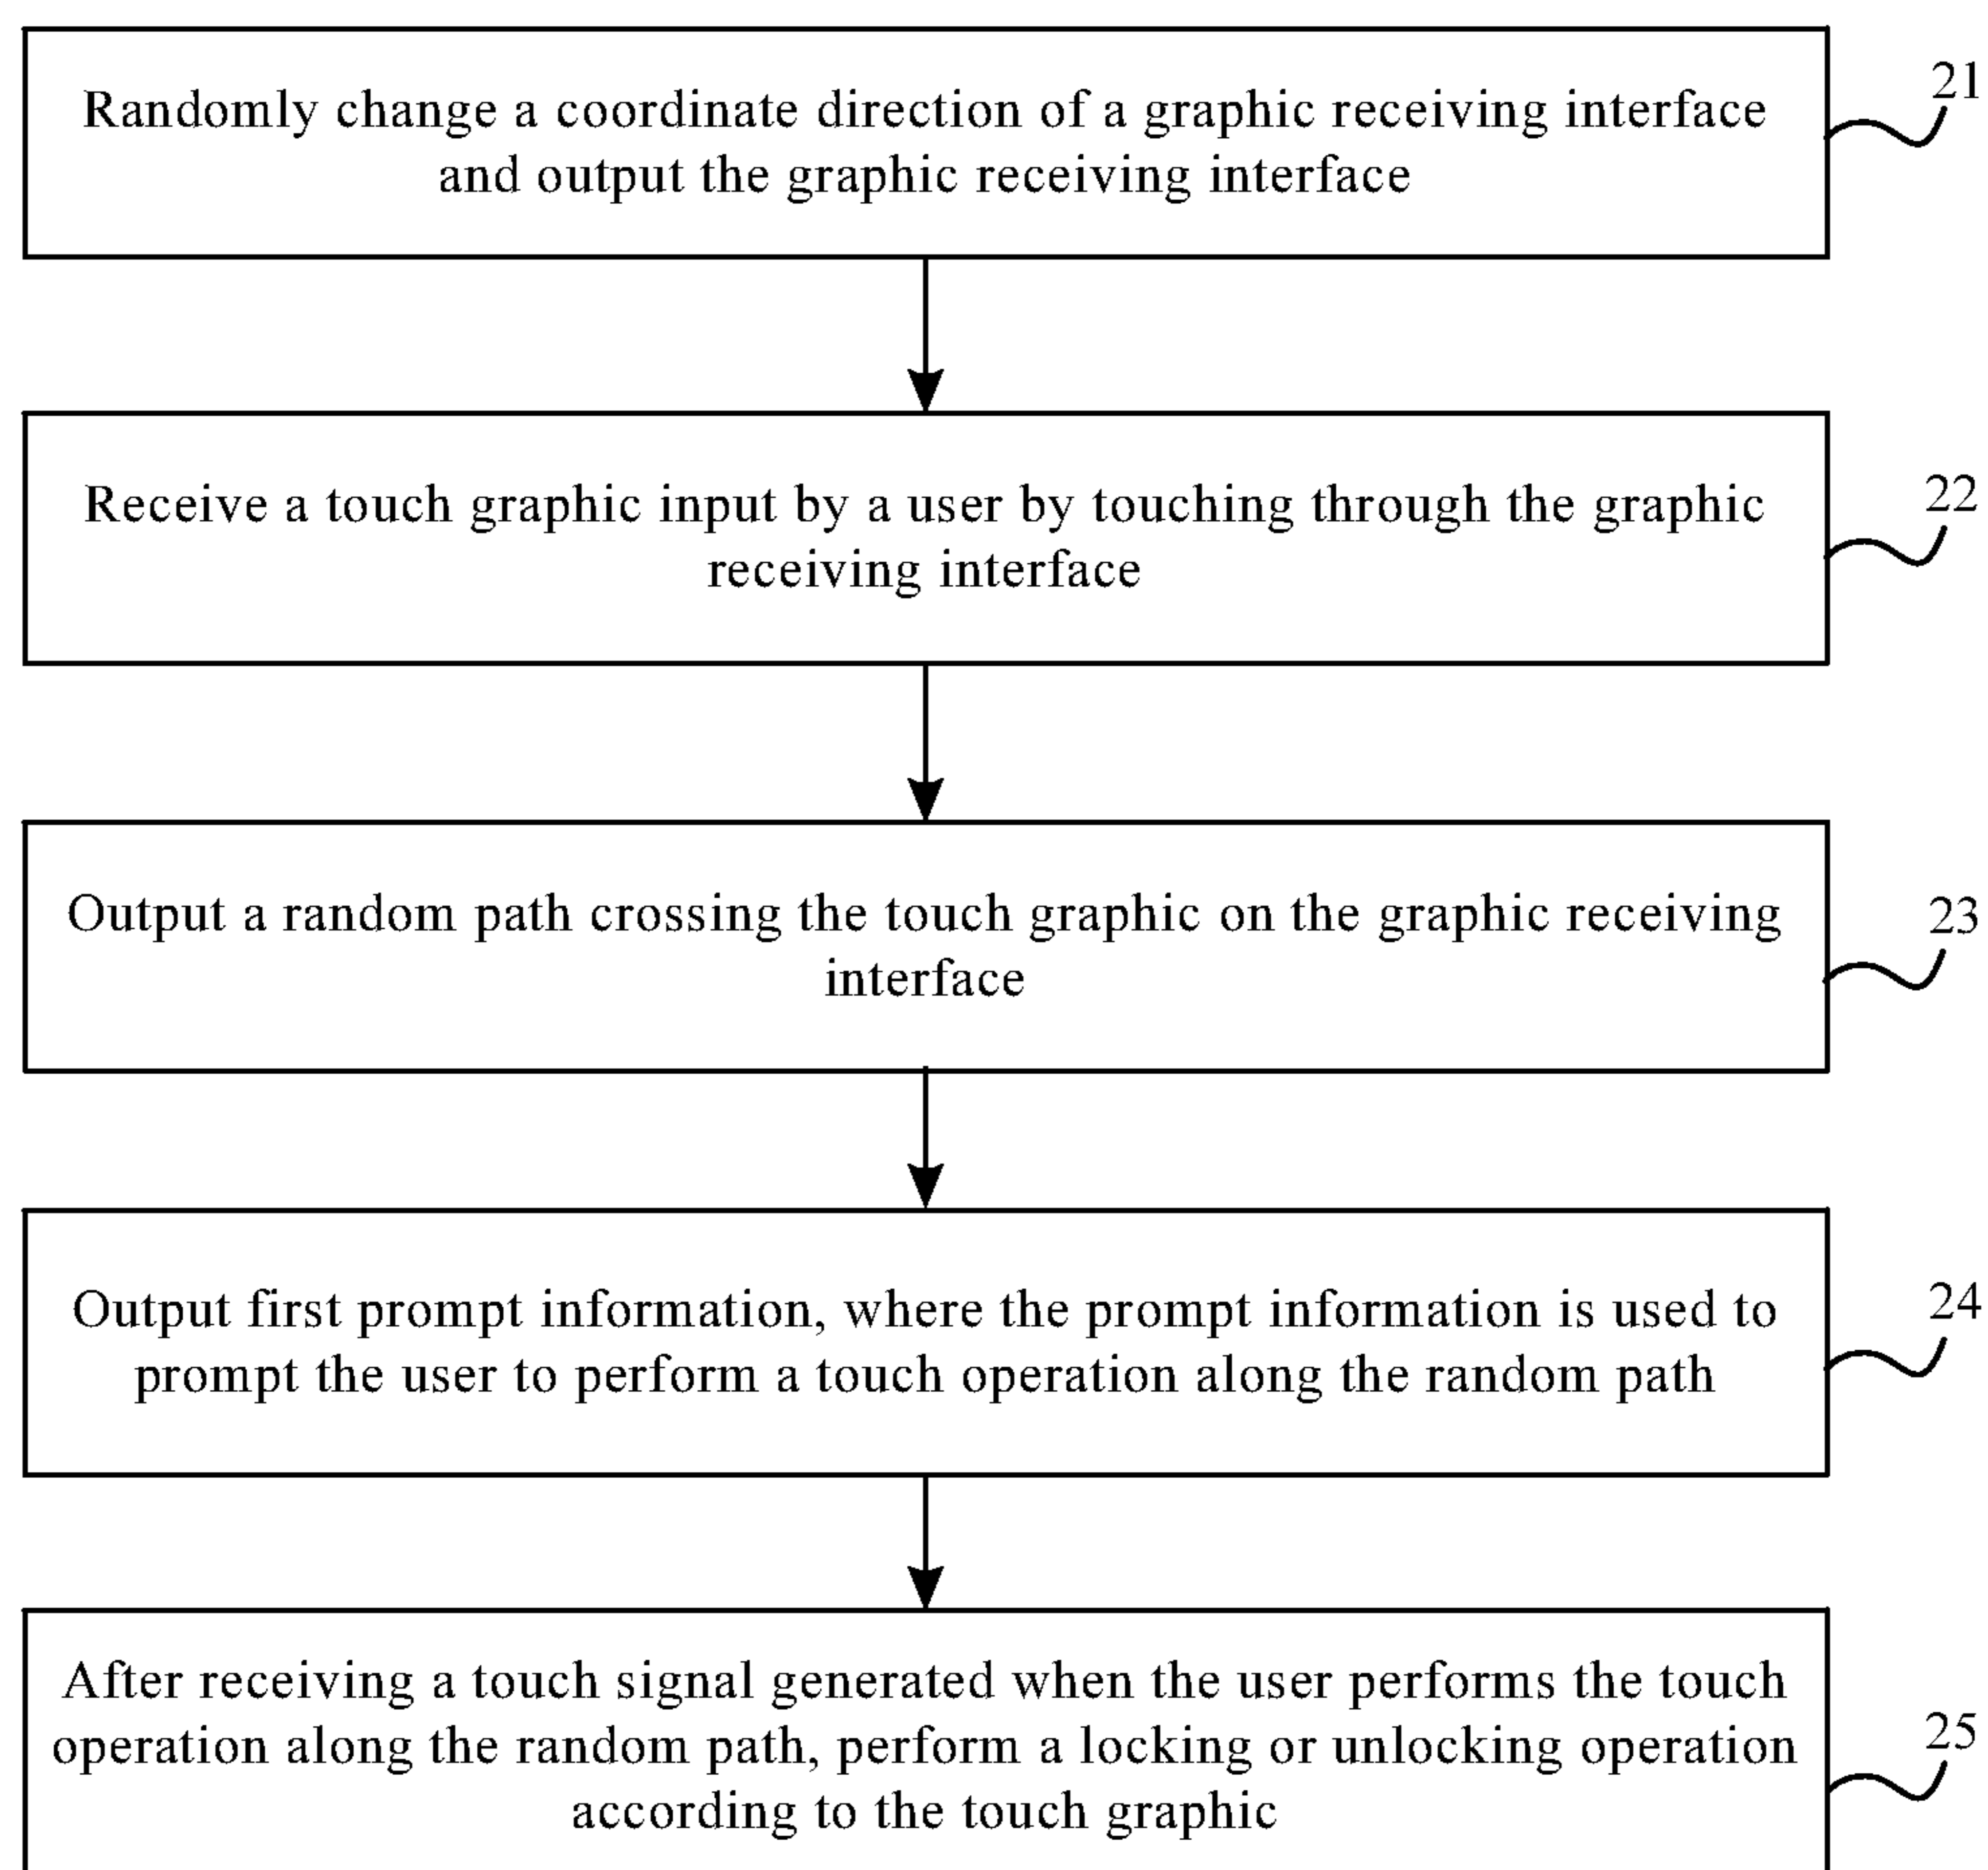 Randomly change a coordinate direction of a graphic receiving interface
and output the graphic receiving interface
21
Receive a touch graphic input by a user by touching through the graphic
receiving interface
22
Output a random path crossing the touch graphic on the graphic receiving
interface
23
Output first prompt information, where the prompt information is used to
prompt the user to perform a touch operation along the random path
24
After receiving a touch signal generated when the user performs the touch
operation along the random path, perform a locking or unlocking operation
according to the touch graphic
25